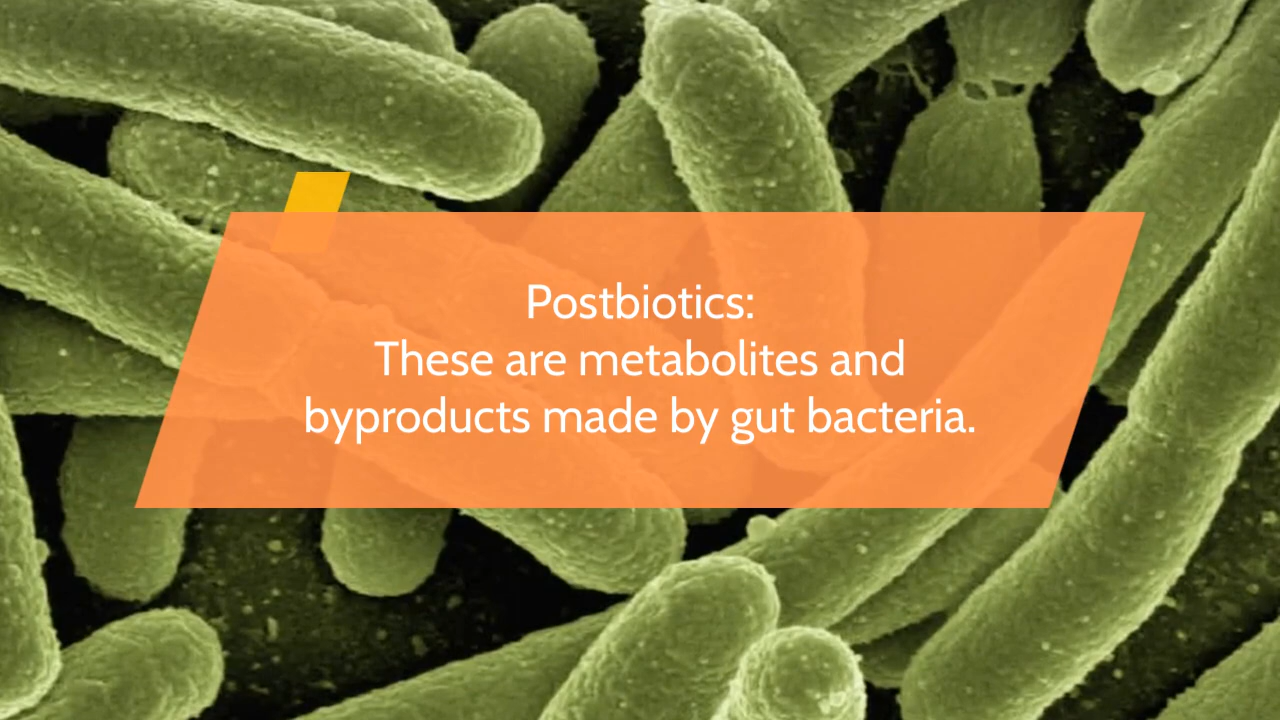 Postbiotics:
These are metabolites and
byproducts made by gut bacteria.